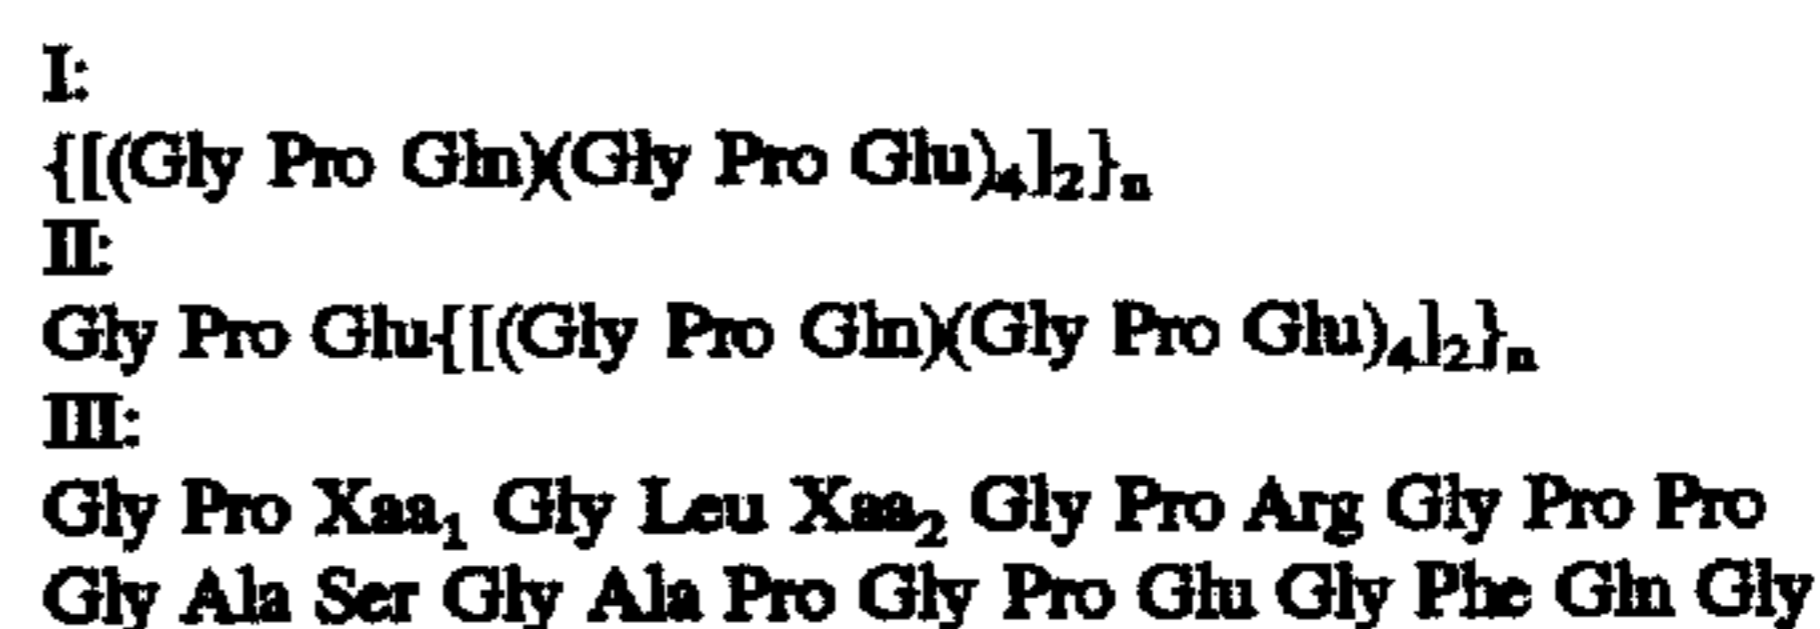 I:
{[(Gly Pro Gln)(Gly Pro Glu)₄]₂}ₙ
II:
Gly Pro Glu{[(Gly Pro Gln)(Gly Pro Glu)₄]₂}ₙ
III:
Gly Pro Xaa₁ Gly Leu Xaa₂ Gly Pro Arg Gly Pro Pro
Gly Ala Ser Gly Ala Pro Gly Pro Glu Gly Phe Gln Gly